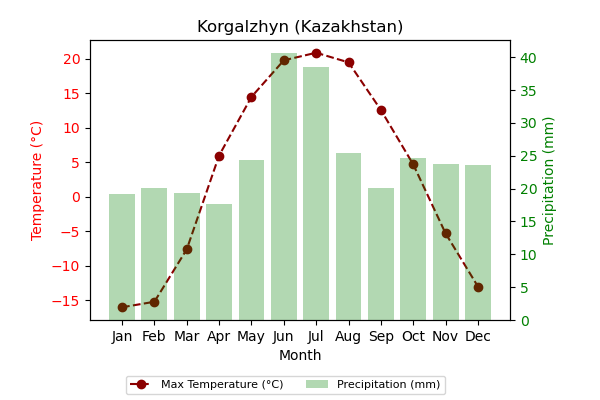 Korgalzhyn (Kazakhstan)
Temperature (°C)
20
15
10
5
0
−5
−10
−15
40
35
30
25
20
15
10
5
0
Precipitation (mm)
Jan Feb Mar Apr May Jun Jul Aug Sep Oct Nov Dec
Month
Max Temperature (°C) Precipitation (mm)